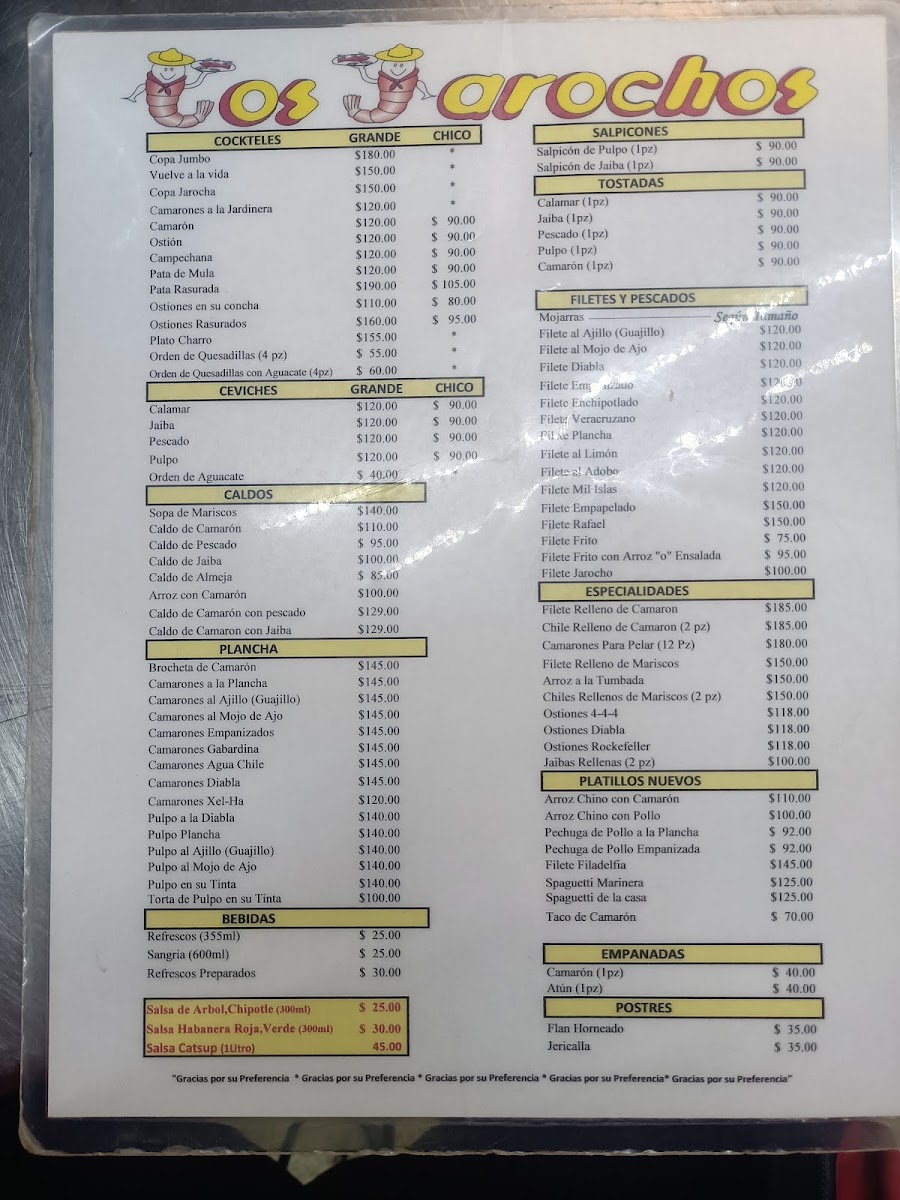 Los Jarochos
COCKTELES GRANDE CHICO
Copa Jumbo $180.00 *
Vuelve a la vida $150.00 *
Copa Jarocha $150.00 *
Camarones a la Jardinera $120.00 *
Camarón $120.00 $ 90.00
Ostión $120.00 $ 90.00
Campechana $120.00 $ 90.00
Pata de Mula $120.00 $ 90.00
Pata Rasurada $190.00 $ 105.00
Ostiones en su concha $110.00 $ 80.00
Ostiones Rasurados $160.00 $ 95.00
Plato Charro $155.00 *
Orden de Quesadillas (4 pz) $ 55.00 *
Orden de Quesadillas con Aguacate (4pz) $ 60.00 *
CEVICHES GRANDE CHICO
Calamar $120.00 $ 90.00
Jaiba $120.00 $ 90.00
Pescado $120.00 $ 90.00
Pulpo $120.00 $ 90.00
Orden de Aguacate $ 40.00 *
CALDOS
Sopa de Mariscos $140.00
Caldo de Camarón $110.00
Caldo de Pescado $ 95.00
Caldo de Jaiba $100.00
Caldo de Almeja $ 85.00
Arroz con Camarón $100.00
Caldo de Camarón con pescado $129.00
Caldo de Camaron con Jaiba $129.00
PLANCHA
Brocheta de Camarón $145.00
Camarones a la Plancha $145.00
Camarones al Ajillo (Guajillo) $145.00
Camarones al Mojo de Ajo $145.00
Camarones Empanizados $145.00
Camarones Gabardina $145.00
Camarones Agua Chile $145.00
Camarones Diabla $145.00
Camarones Xel-Ha $120.00
Pulpo a la Diabla $140.00
Pulpo Plancha $140.00
Pulpo al Ajillo (Guajillo) $140.00
Pulpo al Mojo de Ajo $140.00
Pulpo en su Tinta $140.00
Torta de Pulpo en su Tinta $100.00
BEBIDAS
Refrescos (355ml) $ 25.00
Sangria (600ml) $ 25.00
Refrescos Preparados $ 30.00
Salsa de Arbol,Chipotle (300ml) $ 25.00
Salsa Habanera Roja,Verde (300ml) $ 30.00
Salsa Catsup (1Litro) 45.00
SALPICONES
Salpicón de Pulpo (1pz) $ 90.00
Salpicón de Jaiba (1pz) $ 90.00
TOSTADAS
Calamar (1pz) $ 90.00
Jaiba (1pz) $ 90.00
Pescado (1pz) $ 90.00
Pulpo (1pz) $ 90.00
Camarón (1pz) $ 90.00
FILETES Y PESCADOS
Mojarras Según Tamaño
Filete al Ajillo (Guajillo) $120.00
Filete al Mojo de Ajo $120.00
Filete Diabla $120.00
Filete $120.00
Filete Enchipotlado $120.00
Filete Veracruzano $120.00
Filete Plancha $120.00
Filete al Limón $120.00
Filete al Adobo $120.00
Filete Mil Islas $120.00
Filete Empapelado $150.00
Filete Rafael $150.00
Filete Frito $ 75.00
Filete Frito con Arroz "o" Ensalada $ 95.00
Filete Jarocho $100.00
ESPECIALIDADES
Filete Relleno de Camaron $185.00
Chile Relleno de Camaron (2 pz) $185.00
Camarones Para Pelar (12 Pz) $180.00
Filete Relleno de Mariscos $150.00
Arroz a la Tumbada $150.00
Chiles Rellenos de Mariscos (2 pz) $150.00
Ostiones 4-4-4 $118.00
Ostiones Diabla $118.00
Ostiones Rockefeller $118.00
Jaibas Rellenas (2 pz) $100.00
PLATILLOS NUEVOS
Arroz Chino con Camarón $110.00
Arroz Chino con Pollo $100.00
Pechuga de Pollo a la Plancha $ 92.00
Pechuga de Pollo Empanizada $ 92.00
Filete Filadelfia $145.00
Spaguetti Marinera $125.00
Spaguetti de la casa $125.00
Taco de Camarón $ 70.00
EMPANADAS
Camarón (1pz) $ 40.00
Atún (1pz) $ 40.00
POSTRES
Flan Horneado $ 35.00
Jericalla $ 35.00
"Gracias por su Preferencia * Gracias por su Preferencia * Gracias por su Preferencia * Gracias por su Preferencia* Gracias por su Preferencia"